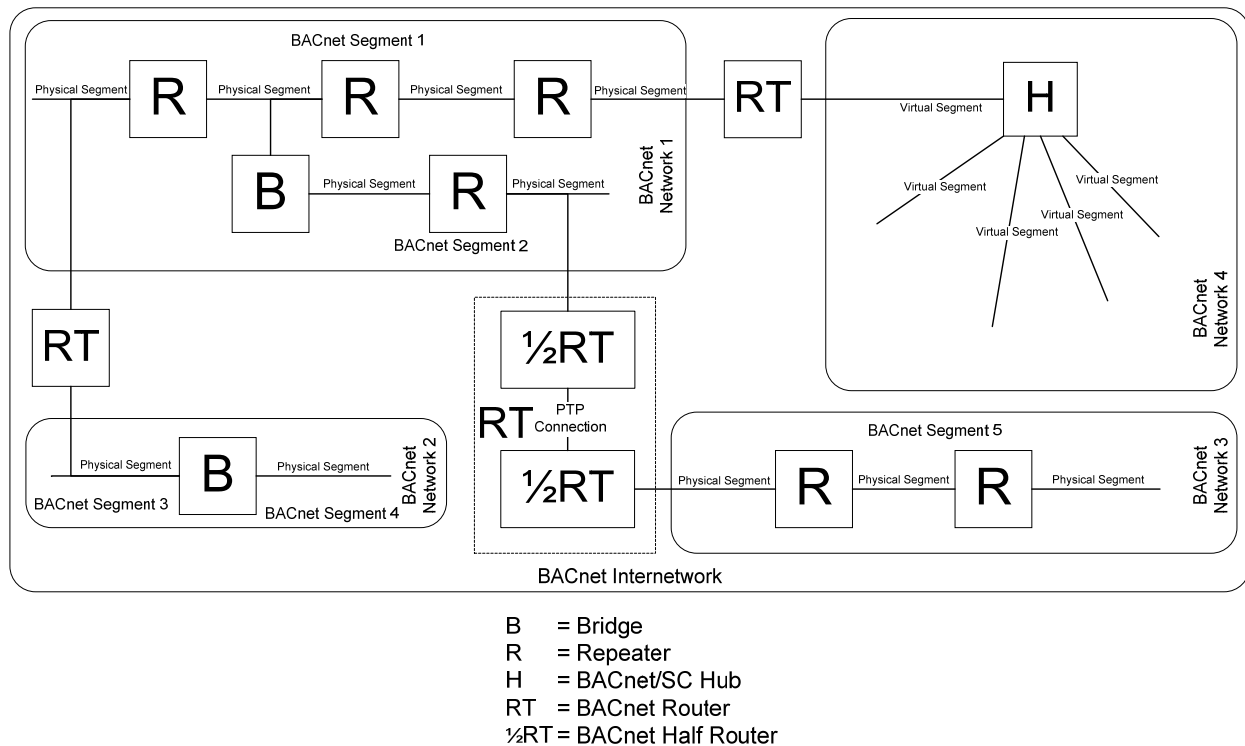 BACnet Segment 1
Physical Segment
R
Physical Segment
R
Physical Segment
R
Physical Segment
RT
Virtual Segment
H
B
Physical Segment
R
Physical Segment
BACnet Segment 2
BACnet
Network 1
Virtual Segment
Virtual Segment
Virtual Segment
Virtual Segment
BACnet
Network 4
RT
½RT
RT
PTP
Connection
½RT
Physical Segment
B
Physical Segment
BACnet Segment 3
BACnet Segment 4
BACnet
Network 2
BACnet Segment 5
Physical Segment
R
Physical Segment
R
Physical Segment
BACnet
Network 3
BACnet Internetwork
B = Bridge
R = Repeater
H = BACnet/SC Hub
RT = BACnet Router
½RT = BACnet Half Router